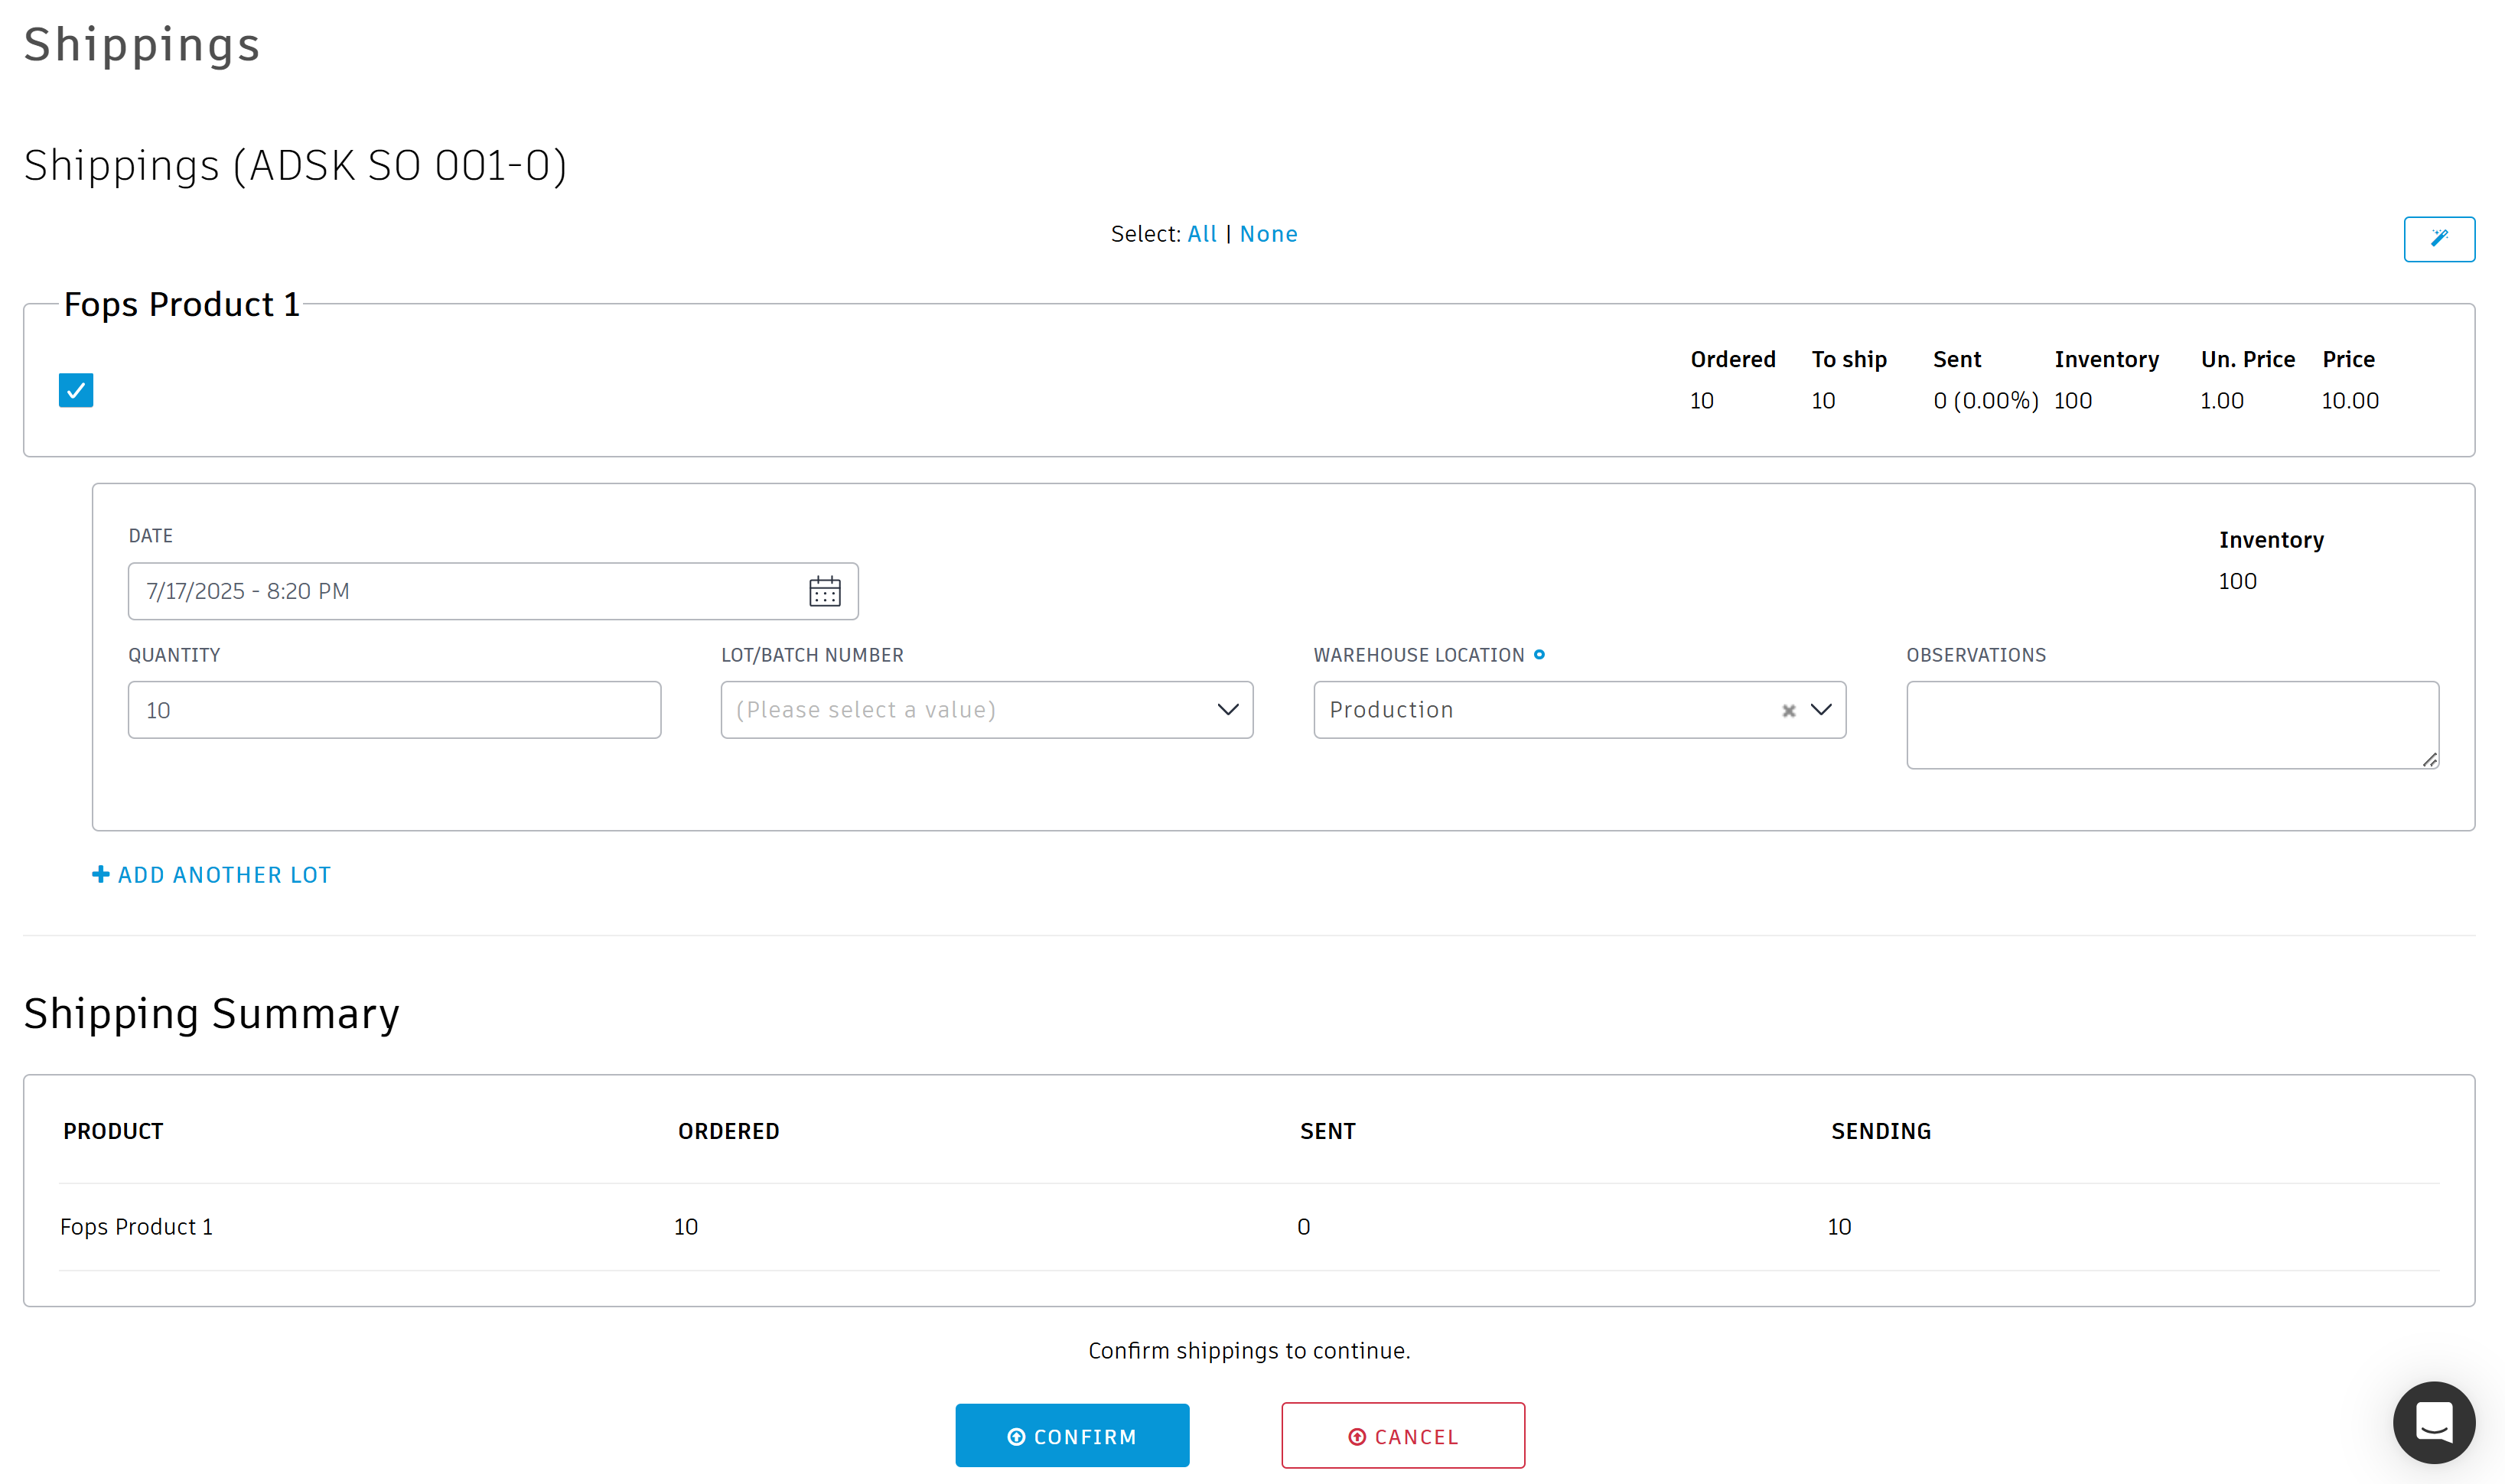 Shippings
Shippings (ADSK SO 001-0)
Select: All | None
Fops Product 1
Ordered To ship Sent Inventory Un. Price Price
10 10 0 (0.00%) 100 1.00 10.00
DATE
Inventory
7/17/2025 - 8:20 PM
100
QUANTITY LOT/BATCH NUMBER WAREHOUSE LOCATION OBSERVATIONS
10 (Please select a value) Production
ADD ANOTHER LOT
Shipping Summary
PRODUCT ORDERED SENT SENDING
Fops Product 1 10 0 10
Confirm shippings to continue.
CONFIRM CANCEL